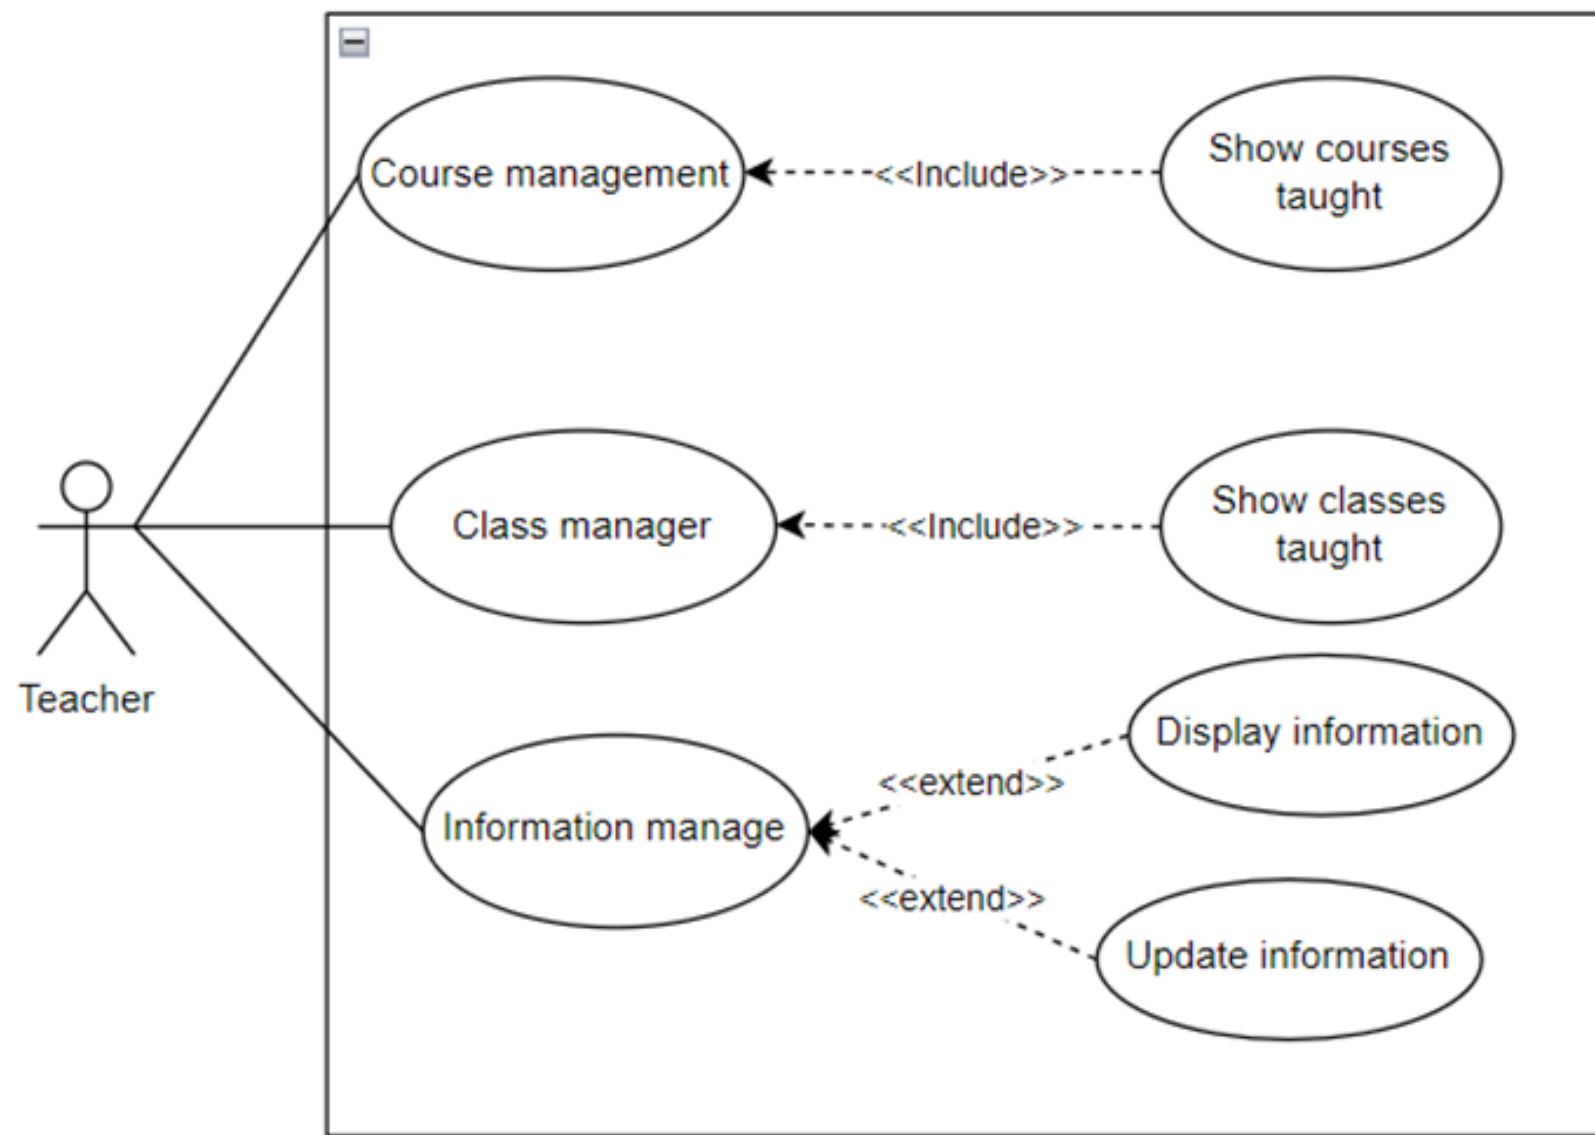 Course management
<<Include>>
Show courses
taught
Class manager
<<Include>>
Show classes
taught
Teacher
Display information
<<extend>>
Information manage
<<extend>>
Update information